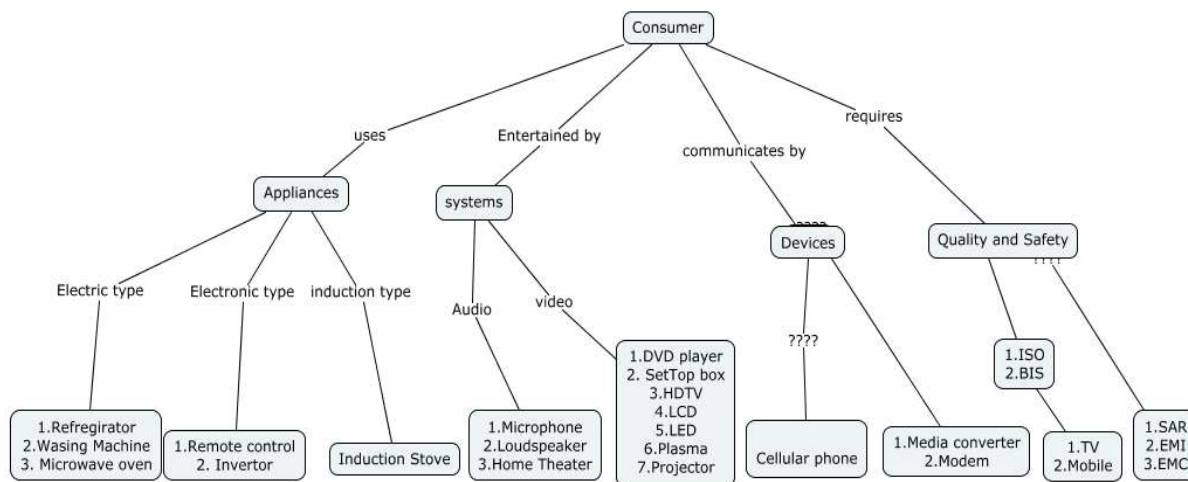 Consumer
uses
Entertained by
communicates by
requires
Appliances
systems
Devices
Quality and Safety
????
Electric type
Electronic type
induction type
Audio
video
????
1.Refregirator
2.Wasing Machine
3. Microwave oven
1.Remote control
2. Invertor
Induction Stove
1.Microphone
2.Loudspeaker
3.Home Theater
1.DVD player
2. SetTop box
3.HDTV
4.LCD
5.LED
6.Plasma
7.Projector
Cellular phone
1.Media converter
2.Modem
1.ISO
2.BIS
1.TV
2.Mobile
1.SAR
2.EMI
3.EMC